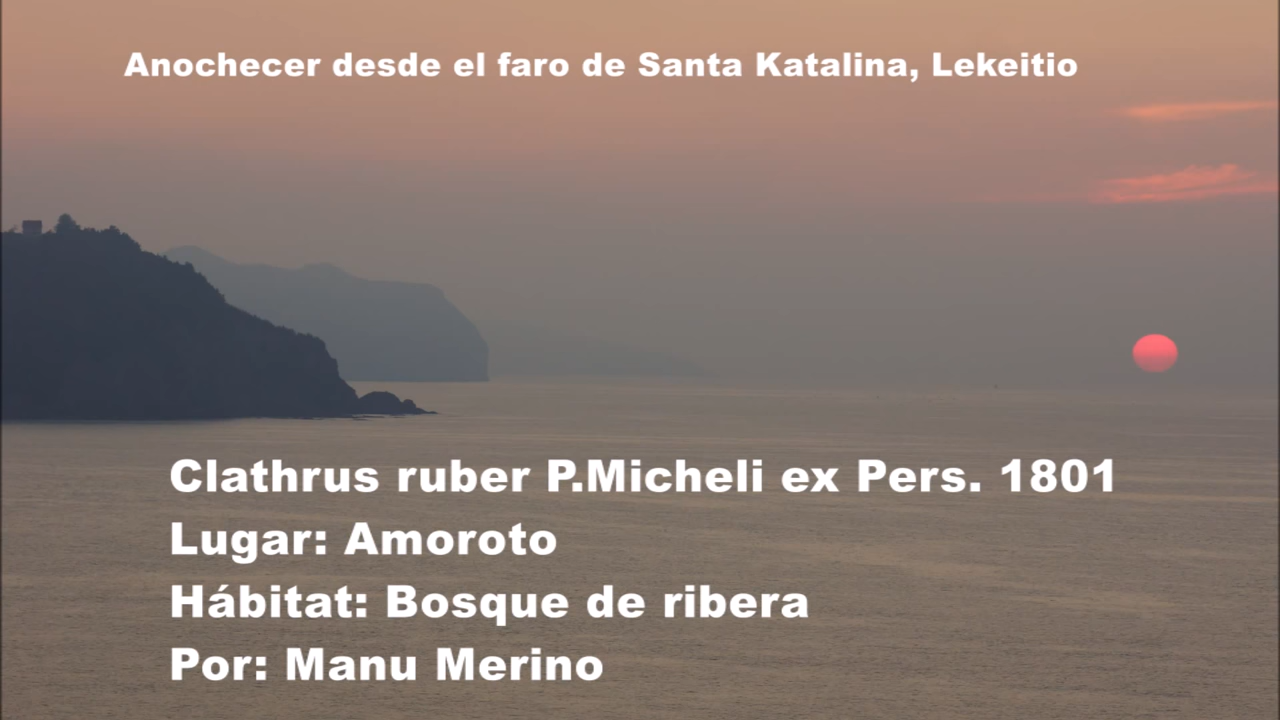 Anochecer desde el faro de Santa Katalina, Lekeitio
Clathrus ruber P.Micheli ex Pers. 1801
Lugar: Amoroto
Hábitat: Bosque de ribera
Por: Manu Merino